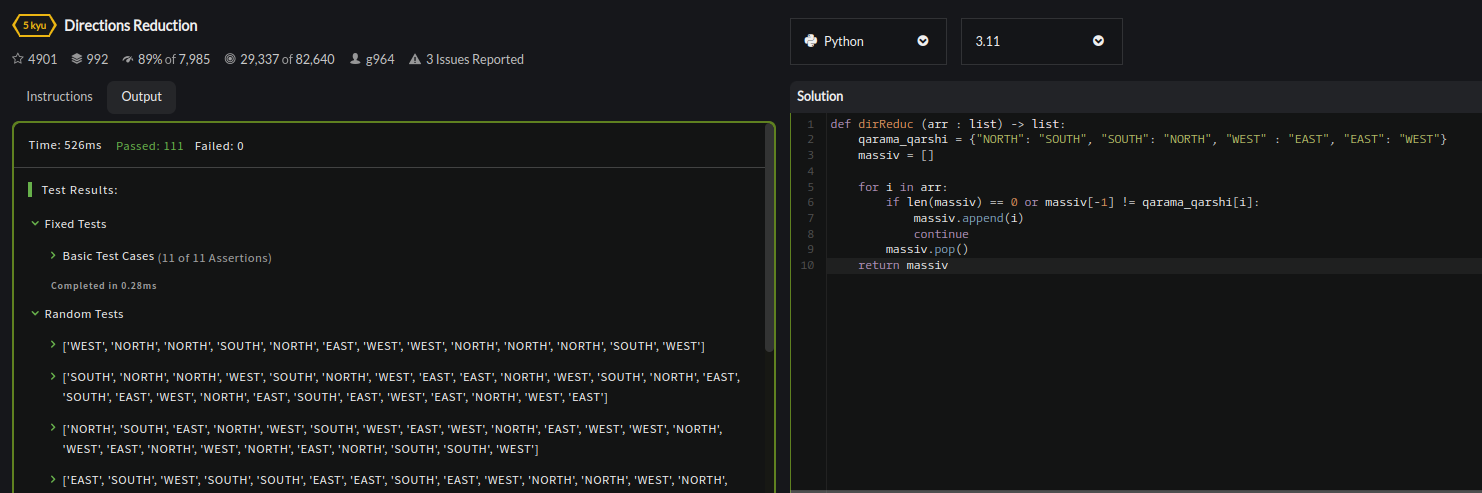 5 kyu Directions Reduction
4901 992 89% of 7,985 29,337 of 82,640 g964 3 Issues Reported
Instructions Output
Time: 526ms Passed: 111 Failed: 0
Test Results:
Fixed Tests
Basic Test Cases (11 of 11 Assertions)
Completed in 0.28ms
Random Tests
['WEST', 'NORTH', 'NORTH', 'SOUTH', 'NORTH', 'EAST', 'WEST', 'WEST', 'NORTH', 'NORTH', 'NORTH', 'SOUTH', 'WEST']
['SOUTH', 'NORTH', 'NORTH', 'WEST', 'SOUTH', 'NORTH', 'WEST', 'EAST', 'EAST', 'NORTH', 'WEST', 'SOUTH', 'NORTH', 'EAST',
'SOUTH', 'EAST', 'WEST', 'NORTH', 'EAST', 'SOUTH', 'EAST', 'WEST', 'EAST', 'NORTH', 'WEST', 'EAST']
['NORTH', 'SOUTH', 'EAST', 'NORTH', 'WEST', 'SOUTH', 'WEST', 'EAST', 'WEST', 'NORTH', 'EAST', 'WEST', 'WEST', 'NORTH',
'WEST', 'EAST', 'NORTH', 'WEST', 'NORTH', 'EAST', 'NORTH', 'SOUTH', 'SOUTH', 'WEST']
['EAST', 'SOUTH', 'WEST', 'SOUTH', 'SOUTH', 'EAST', 'EAST', 'SOUTH', 'EAST', 'WEST', 'NORTH', 'NORTH', 'WEST', 'NORTH',
Python 3.11
Solution
1 def dirReduc (arr : list) -> list:
2 qarama_qarshi = {"NORTH": "SOUTH", "SOUTH": "NORTH", "WEST" : "EAST", "EAST": "WEST"}
3 massiv = []
4
5 for i in arr:
6 if len(massiv) == 0 or massiv[-1] != qarama_qarshi[i]:
7 massiv.append(i)
8 continue
9 massiv.pop()
10 return massiv